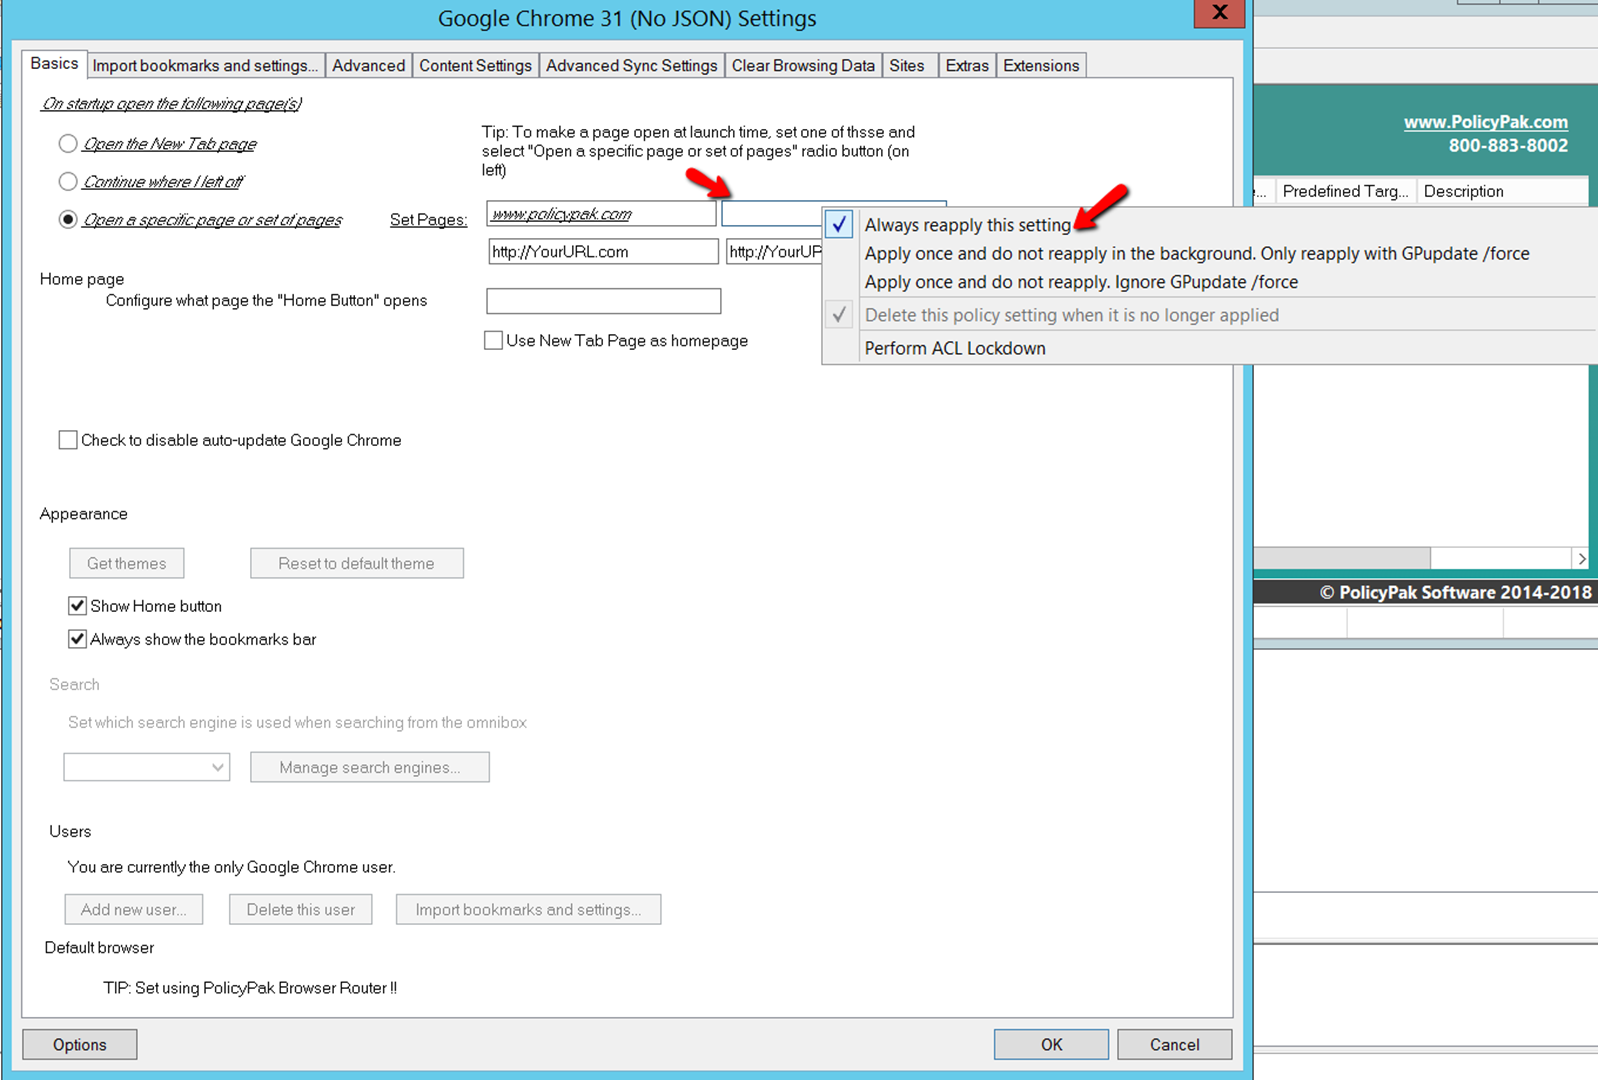 Google Chrome 31 (No JSON) Settings
X
Basics
Import bookmarks and settings...
Advanced
Content Settings
Advanced Sync Settings
Clear Browsing Data
Sites
Extras
Extensions
On startup open the following page(s)
Open the New Tab page
Continue where I left off
Open a specific page or set of pages
Tip: To make a page open at launch time, set one of thsse and
select "Open a specific page or set of pages" radio button (on
left)
Set Pages:
www.policypak.com
http://YourURL.com
http://YourUR
Always reapply this setting
Apply once and do not reapply in the background. Only reapply with GPupdate /force
Apply once and do not reapply. Ignore GPupdate /force
Delete this policy setting when it is no longer applied
Perform ACL Lockdown
Home page
Configure what page the "Home Button" opens
Use New Tab Page as homepage
Check to disable auto-update Google Chrome
Appearance
Get themes
Reset to default theme
Show Home button
Always show the bookmarks bar
Search
Set which search engine is used when searching from the omnibox
Manage search engines...
Users
You are currently the only Google Chrome user.
Add new user...
Delete this user
Import bookmarks and settings...
Default browser
TIP: Set using PolicyPak Browser Router !!
Options
OK
Cancel
www.PolicyPak.com
800-883-8002
Predefined Targ...
Description
© PolicyPak Software 2014-2018